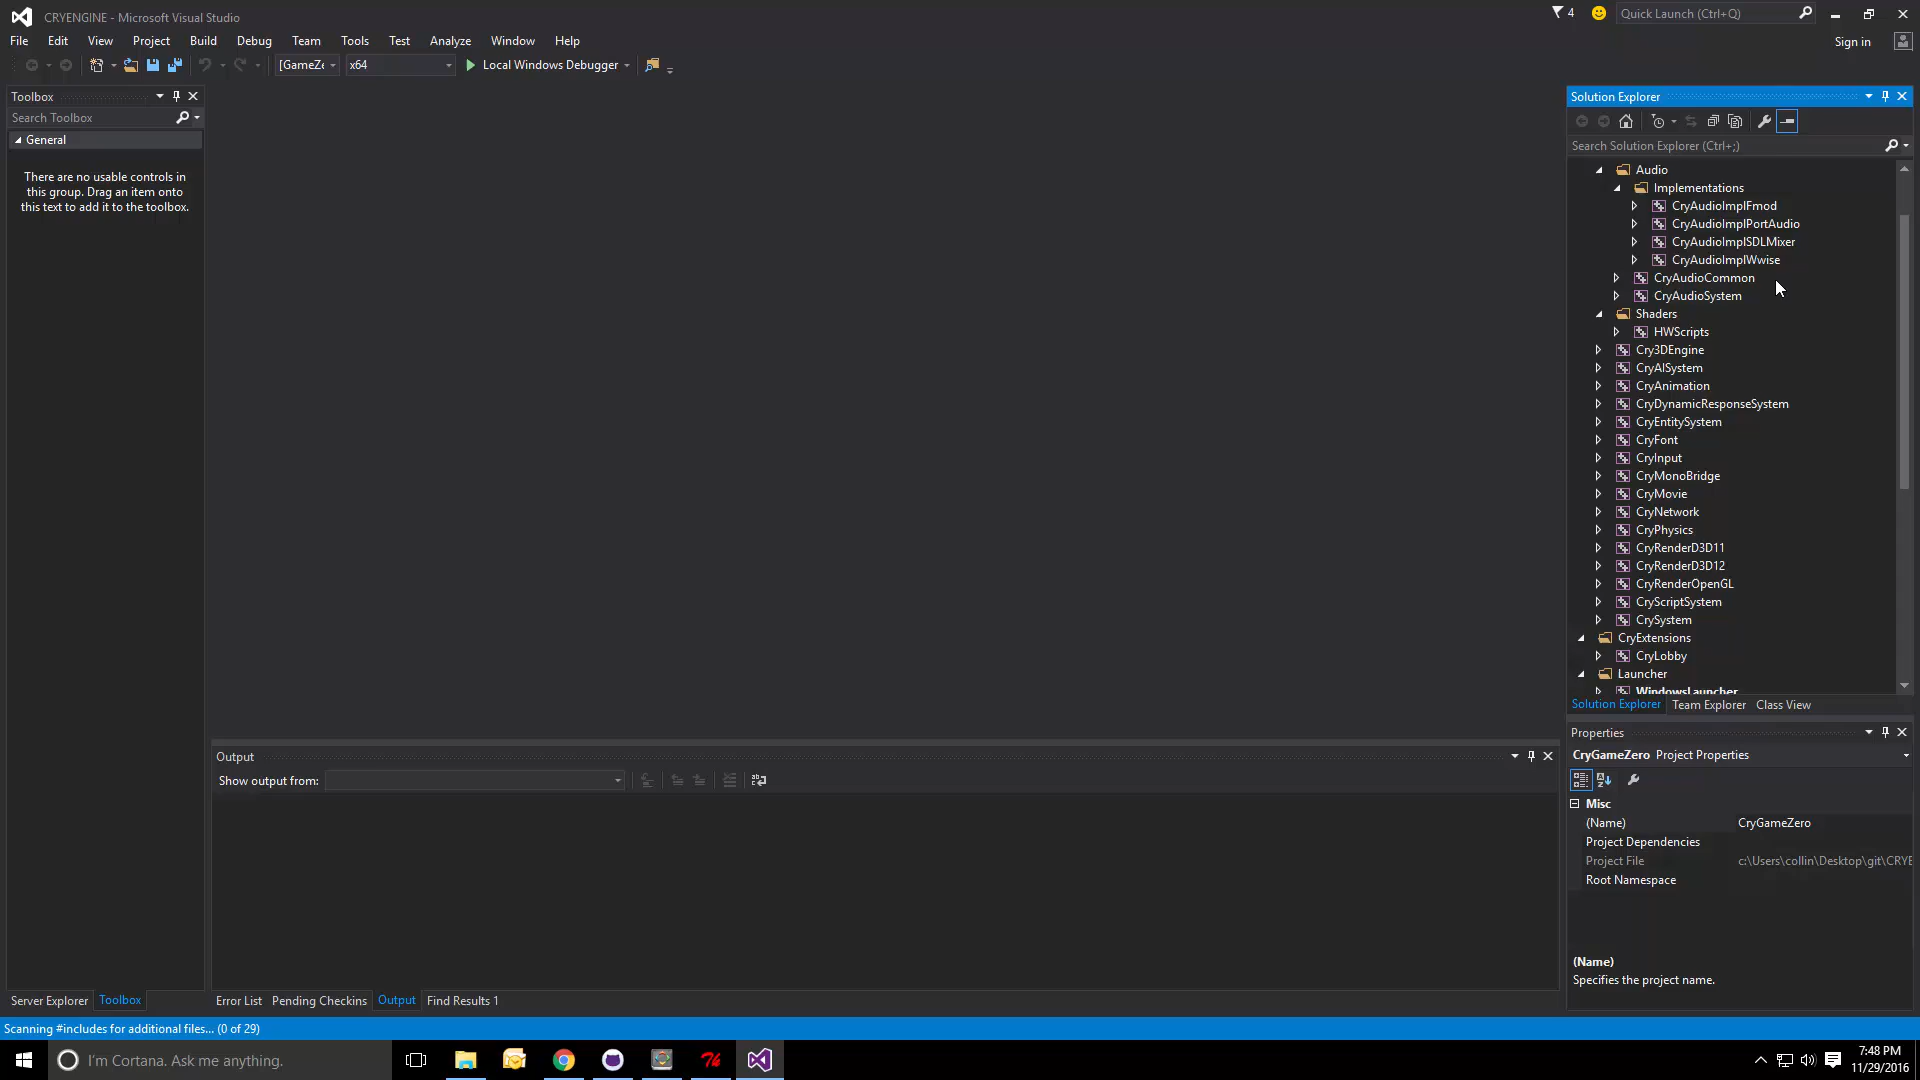 CRYENGINE - Microsoft Visual Studio
4
Quick Launch (Ctrl+Q)
File Edit View Project Build Debug Team Tools Test Analyze Window Help
Sign in
[GameZe
x64
Local Windows Debugger
Toolbox
Search Toolbox
General
There are no usable controls in
this group. Drag an item onto
this text to add it to the toolbox.
Server Explorer
Toolbox
Output
Show output from:
Error List
Pending Checkins
Output
Find Results 1
Solution Explorer
Search Solution Explorer (Ctrl+;)
Audio
Implementations
CryAudioImplFmod
CryAudioImplPortAudio
CryAudioImplSDLMixer
CryAudioImplWwise
CryAudioCommon
CryAudioSystem
Shaders
HWScripts
Cry3DEngine
CryAISystem
CryAnimation
CryDynamicResponseSystem
CryEntitySystem
CryFont
CryInput
CryMonoBridge
CryMovie
CryNetwork
CryPhysics
CryRenderD3D11
CryRenderD3D12
CryRenderOpenGL
CryScriptSystem
CrySystem
CryExtensions
CryLobby
Launcher
WindowsLauncher
Solution Explorer
Team Explorer
Class View
Properties
CryGameZero Project Properties
Misc
(Name) CryGameZero
Project Dependencies
Project File c:\Users\collin\Desktop\git\CRYE
Root Namespace
(Name)
Specifies the project name.
Scanning #includes for additional files... (0 of 29)
I'm Cortana. Ask me anything.
7:48 PM
11/29/2016